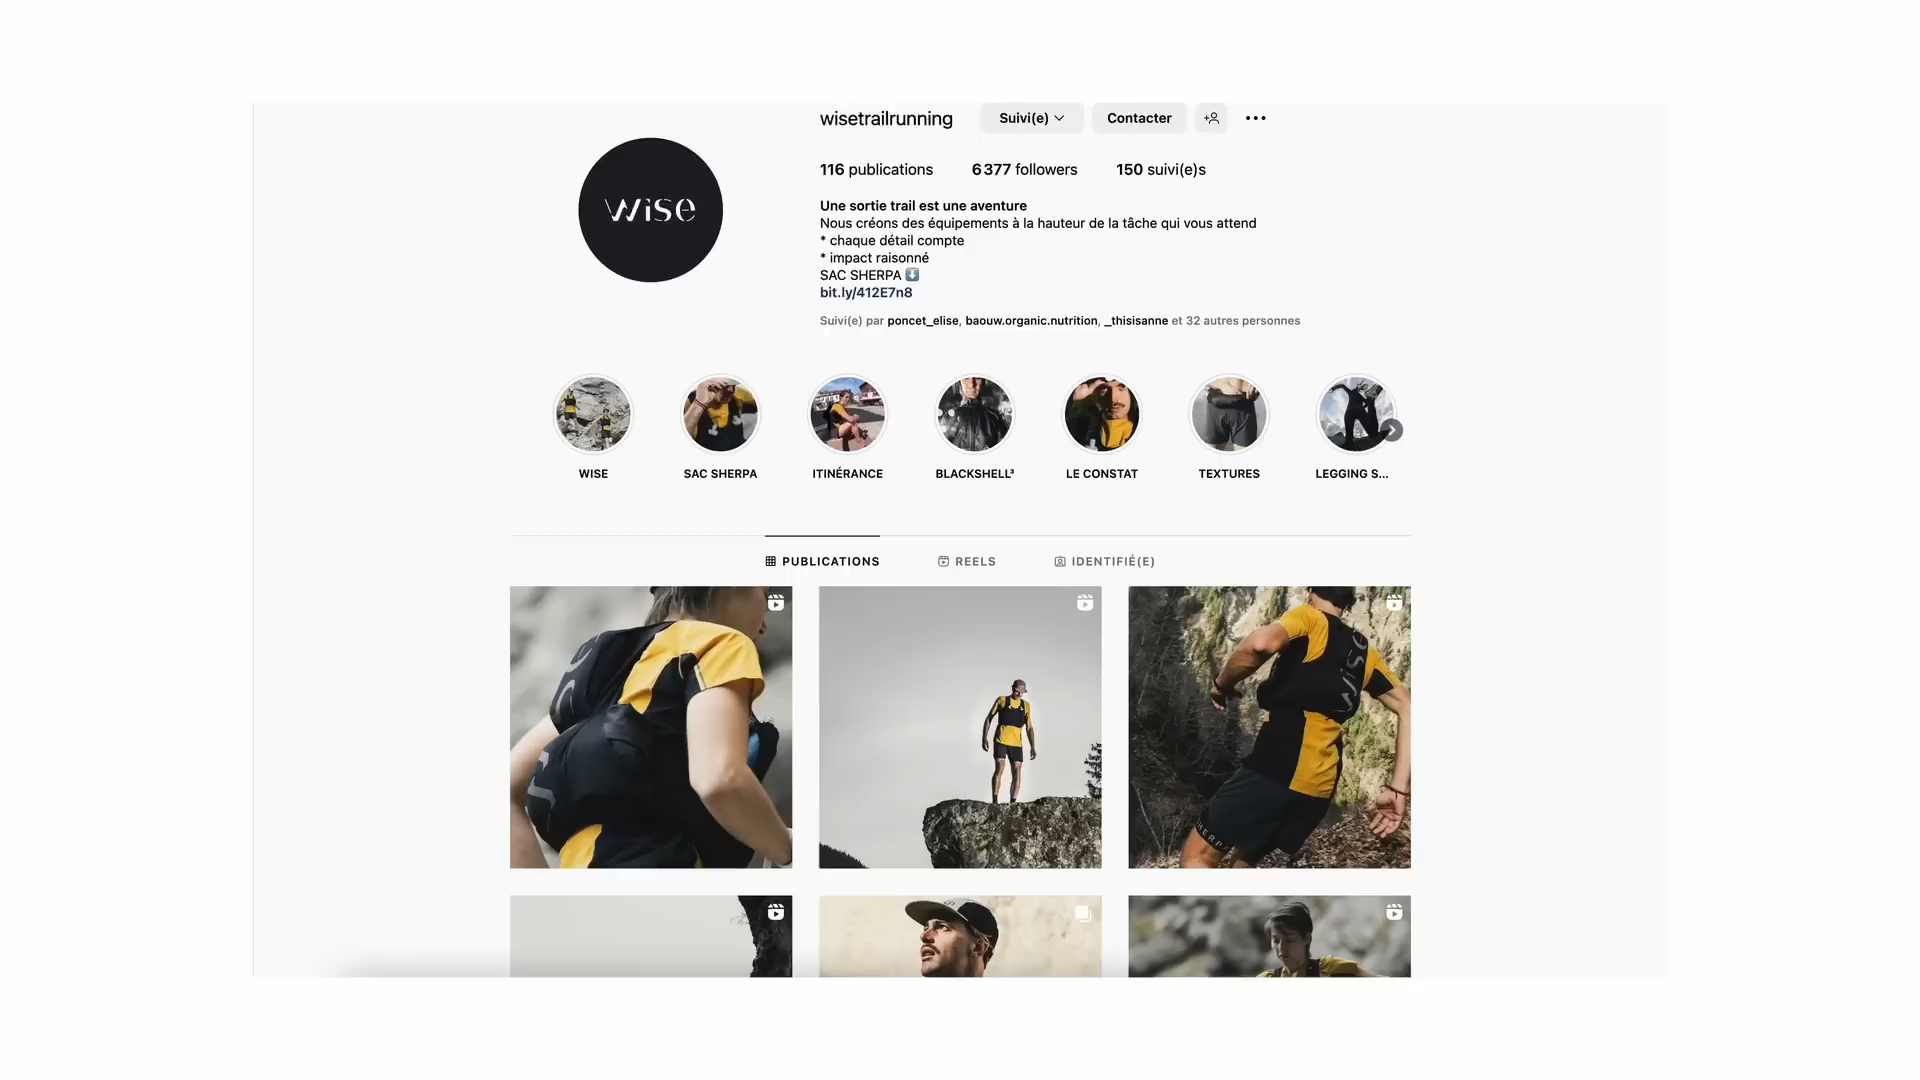 wisetrailrunning
Suivi(e)
Contacter
116 publications
6 377 followers
150 suivi(e)s
wise
Une sortie trail est une aventure
Nous créons des équipements à la hauteur de la tâche qui vous attend
* chaque détail compte
* impact raisonné
SAC SHERPA ⬇️
bit.ly/412E7n8
Suivi(e) par poncet_elise, baouw.organic.nutrition, _thisisanne et 32 autres personnes
WISE
SAC SHERPA
ITINÉRANCE
BLACKSHELL³
LE CONSTAT
TEXTURES
LEGGING S...
PUBLICATIONS
REELS
IDENTIFIÉ(E)
wise
SHERPA